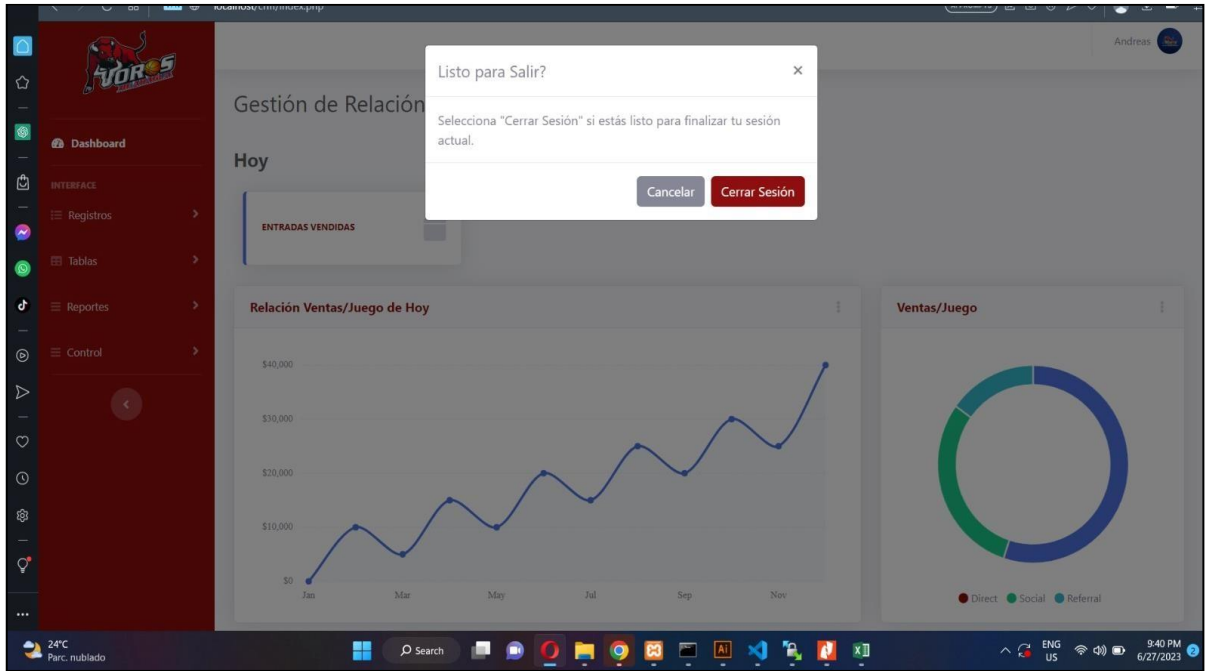 localhost/crm/index.php
TOROS
Andreas
Listo para Salir?
×
Selecciona "Cerrar Sesión" si estás listo para finalizar tu sesión
actual.
Cancelar
Cerrar Sesión
Gestión de Relación
Dashboard
Hoy
INTERFACE
Registros
Tablas
Reportes
Control
ENTRADAS VENDIDAS
Relación Ventas/Juego de Hoy
$40,000
$30,000
$20,000
$10,000
$0
Jan Mar May Jul Sep Nov
Ventas/Juego
Direct Social Referral
24°C
Parc. nublado
Search
Ai
ENG
US
9:40 PM
6/27/2023
2